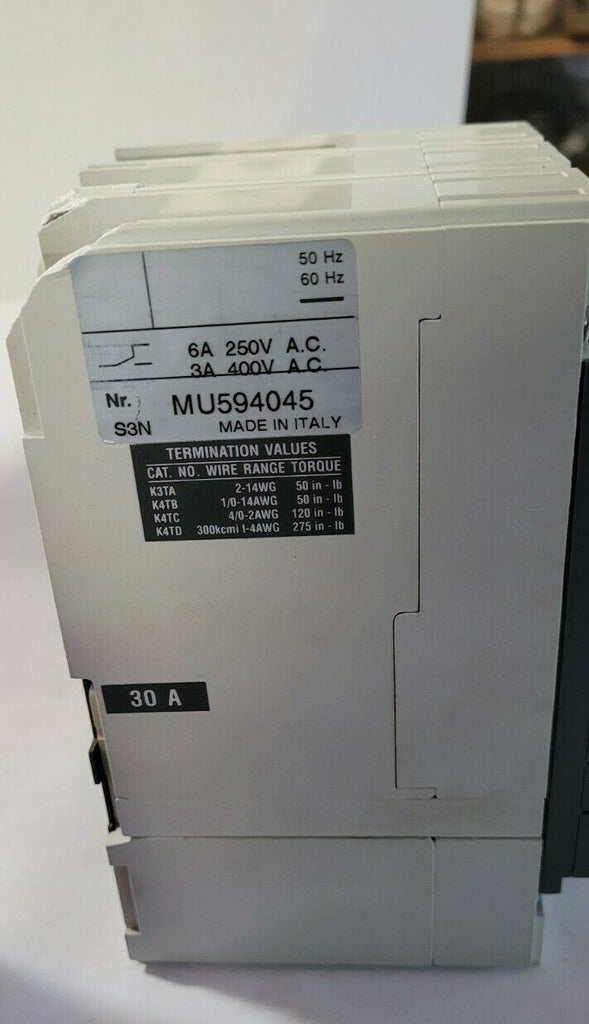 50 Hz
60 Hz
6A 250V A.C.
3A 400V A.C.
Nr. MU594045
S3N MADE IN ITALY
TERMINATION VALUES
CAT. NO. WIRE RANGE TORQUE
K3TA 2-14WG 50 in - lb
K4TB 1/0-14AWG 50 in - lb
K4TC 4/0-2AWG 120 in - lb
K4TD 300kcmi l-4AWG 275 in - lb
30 A